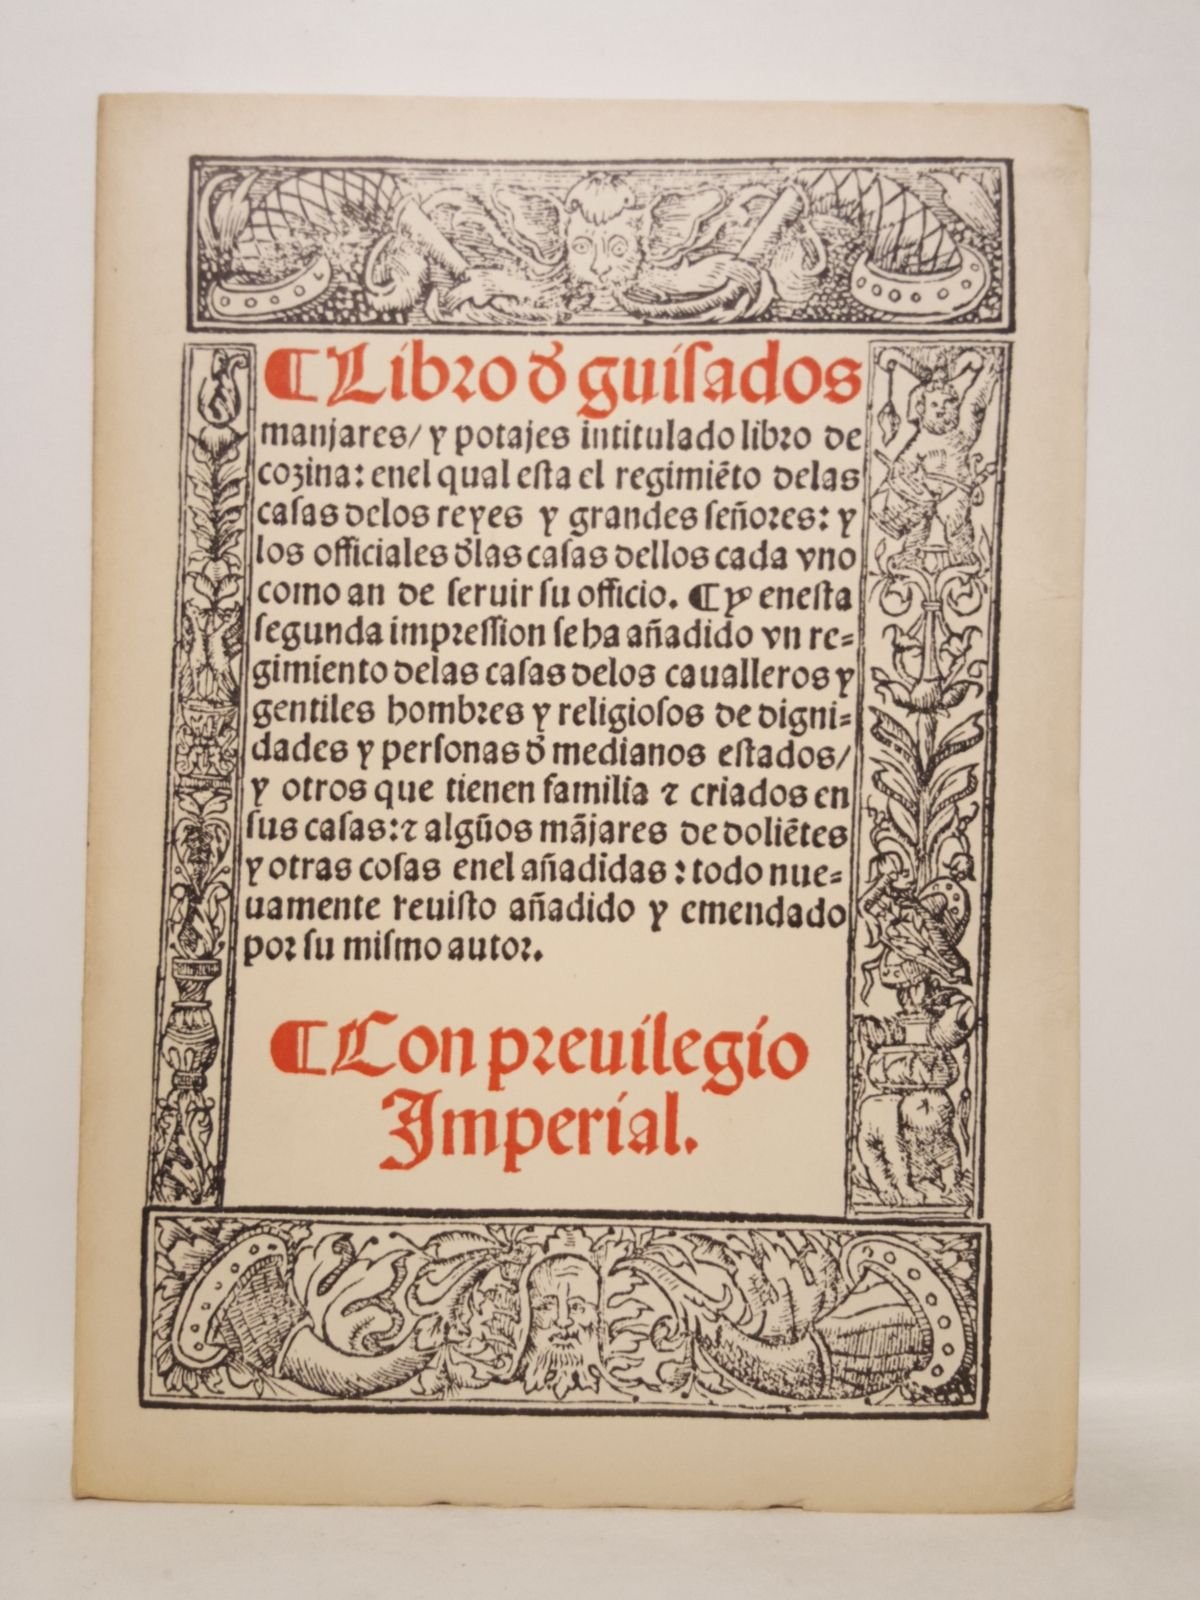 ¶ Libro d̄ guiſados
manjares/ y potajes intitulado libro de
cozina: enel qual eſta el regimiẽto delas
caſas delos reyes y grandes ſeñores: y
los officiales d̄las caſas dellos cada vno
como an de ſeruir ſu officio. ¶ Y eneſta
ſegunda impreſſion ſe ha añadido vn re⸗
gimiento delas caſas delos caualleros y
gentiles hombres y religioſos de digni⸗
dades y perſonas d̄ medianos eſtados/
y otros que tienen familia ⁊ criados en
ſus caſas: ⁊ algũos mãjares de doliẽtes
y otras coſas enel añadidas: todo nue⸗
uamente reuiſto añadido y emendado
por ſu miſmo autor.
¶ Con preuilegio
Imperial.